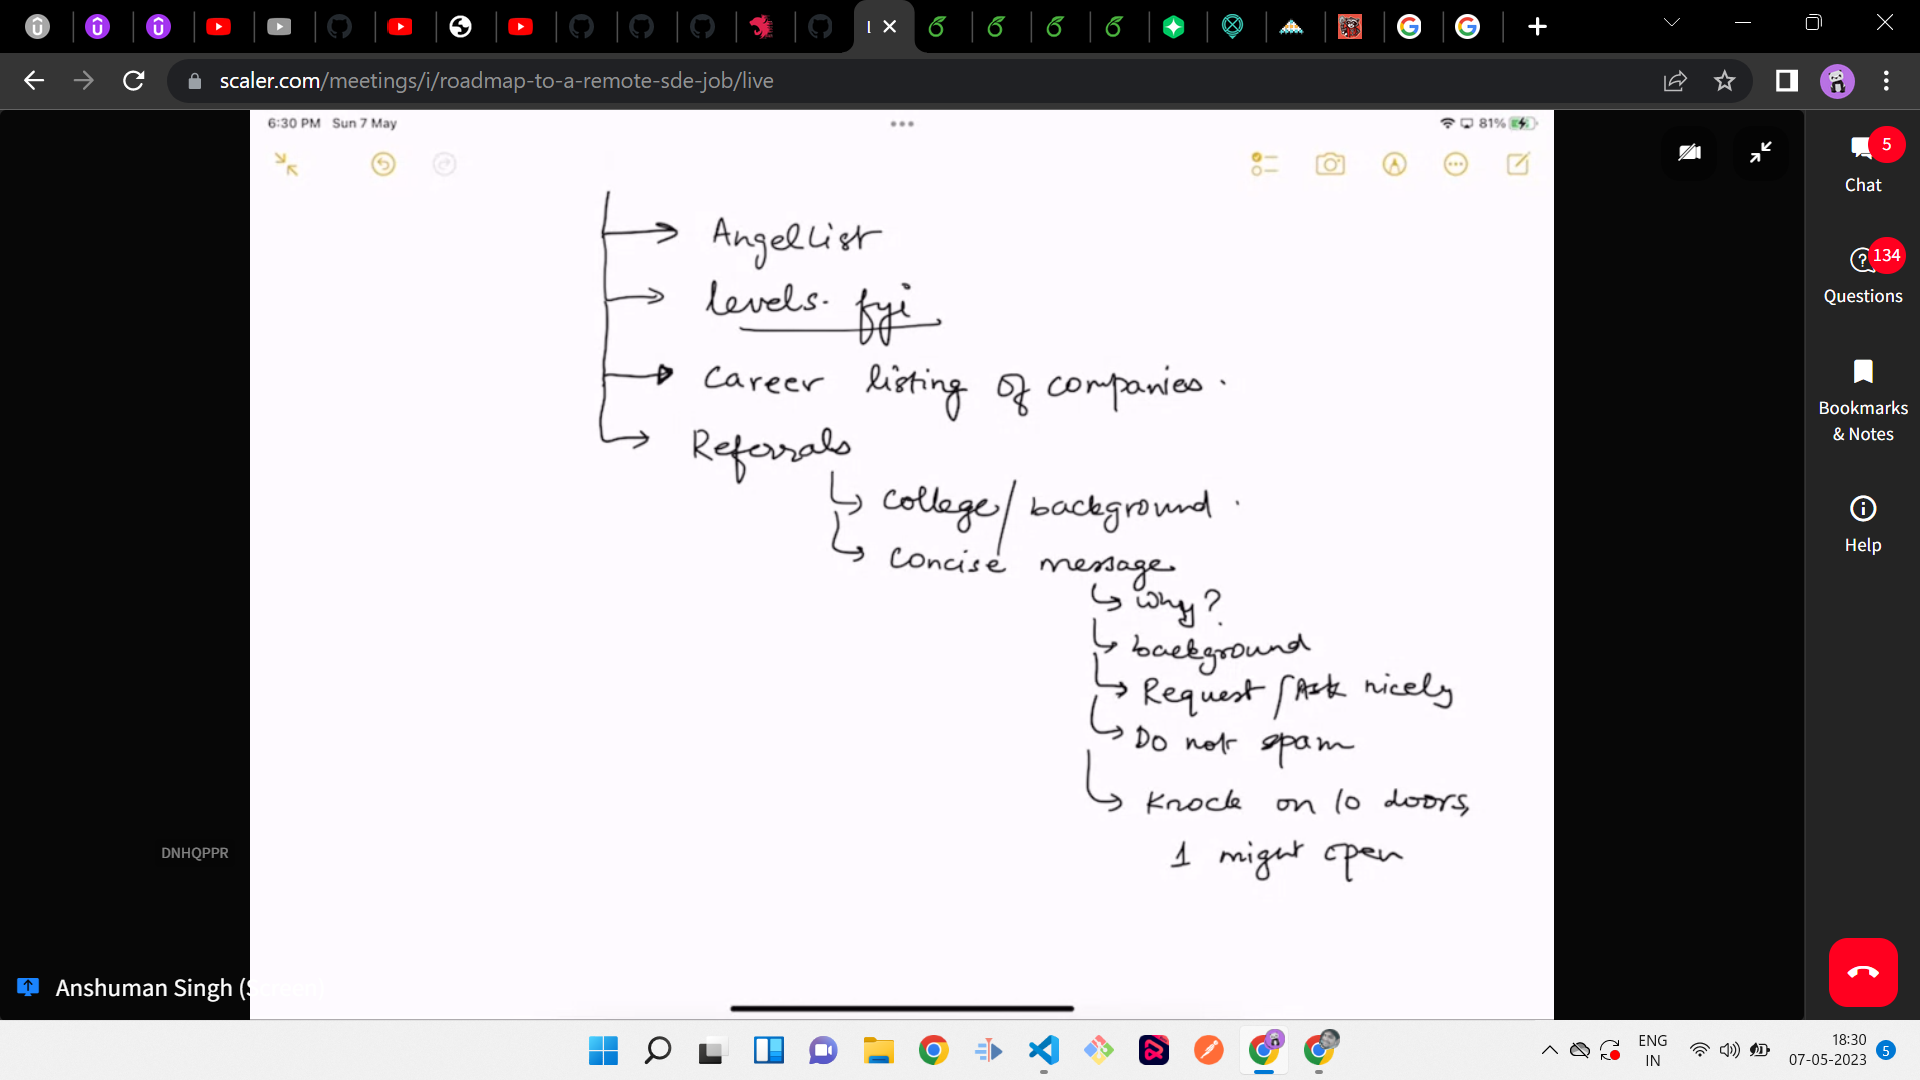 scaler.com/meetings/i/roadmap-to-a-remote-sde-job/live
6:30 PM Sun 7 May
81%
AngelList
levels.fyi
Career listing of companies.
Referrals
college/background.
concise message
why?
background
Request/Ask nicely
Do not spam
Knock on 10 doors,
1 might open
5
Chat
134
Questions
Bookmarks
& Notes
Help
DNHQPPR
Anshuman Singh (Screen)
ENG
IN
18:30
07-05-2023
5